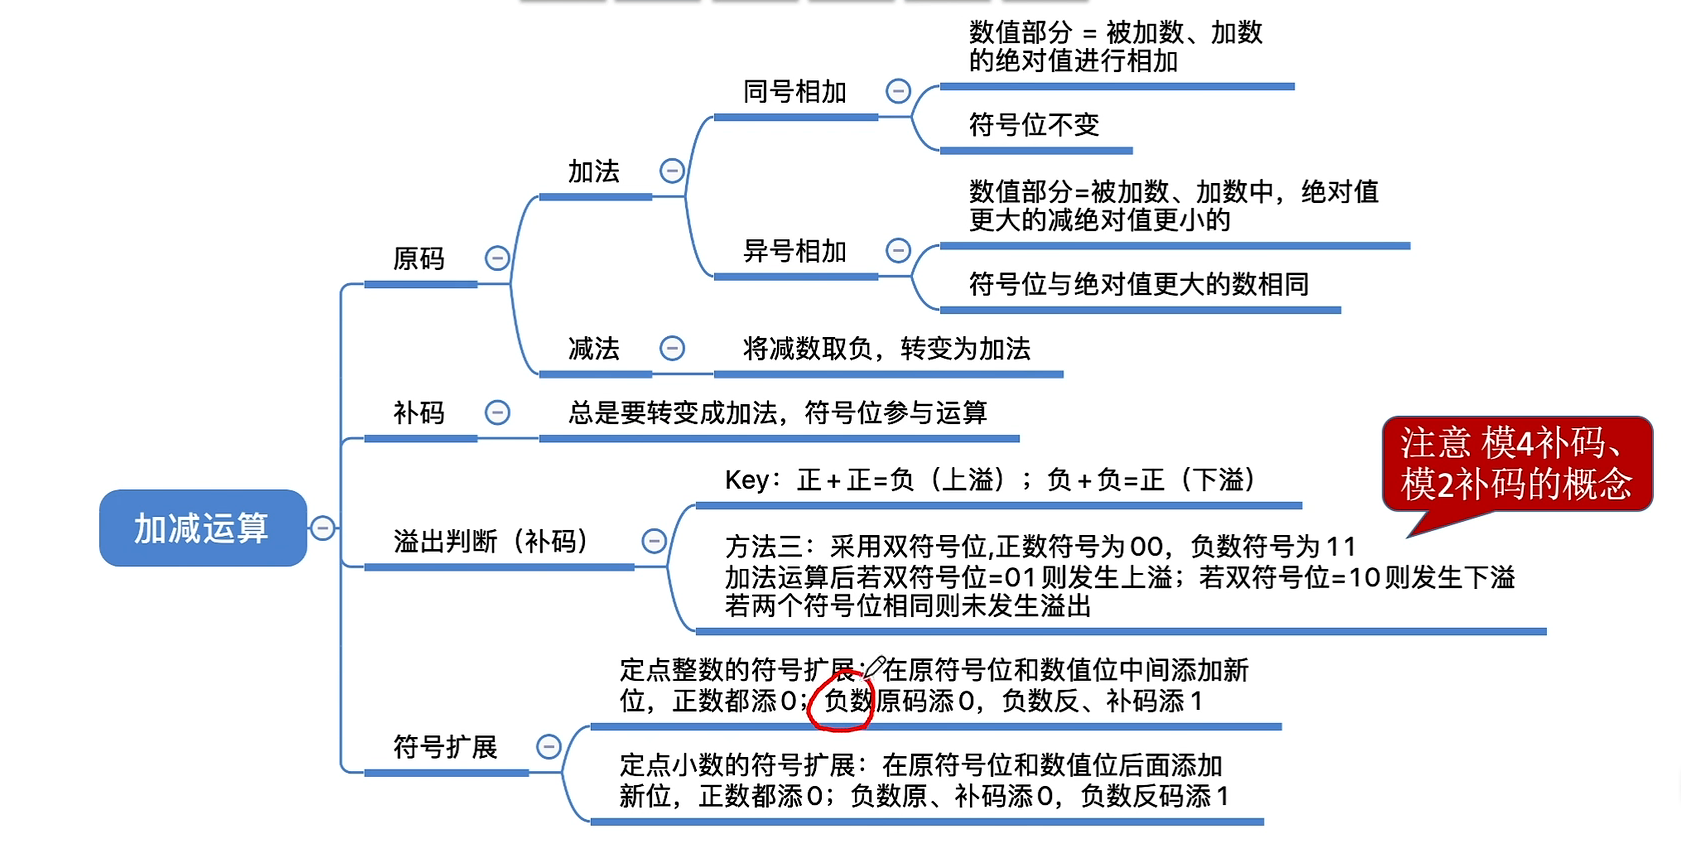 数值部分 = 被加数、加数
的绝对值进行相加
同号相加
符号位不变
加法
数值部分=被加数、加数中，绝对值
更大的减绝对值更小的
异号相加
原码
符号位与绝对值更大的数相同
减法
将减数取负，转变为加法
补码
总是要转变成加法，符号位参与运算
注意 模4补码、
模2补码的概念
Key：正+正=负（上溢）；负+负=正（下溢）
加减运算
溢出判断（补码）
方法三：采用双符号位,正数符号为00，负数符号为11
加法运算后若双符号位=01则发生上溢；若双符号位=10则发生下溢
若两个符号位相同则未发生溢出
定点整数的符号扩展：在原符号位和数值位中间添加新
位，正数都添0；负数原码添0，负数反、补码添1
符号扩展
定点小数的符号扩展：在原符号位和数值位后面添加
新位，正数都添0；负数原、补码添0，负数反码添1